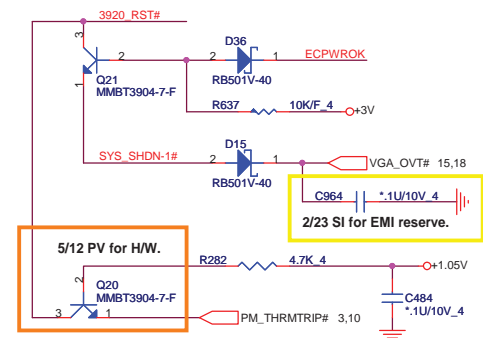 3920_RST#
3
D36
2
2
1
ECPWROK
Q21
MMBT3904-7-F
RB501V-40
R637
10K/F_4
+3V
1
D15
SYS_SHDN-1#
2
1
VGA_OVT# 15,18
RB501V-40
C964
*.1U/10V_4
2/23 SI for EMI reserve.
5/12 PV for H/W.
R282
4.7K_4
+1.05V
2
Q20
MMBT3904-7-F
C484
*.1U/10V_4
3
1
PM_THRMTRIP# 3,10